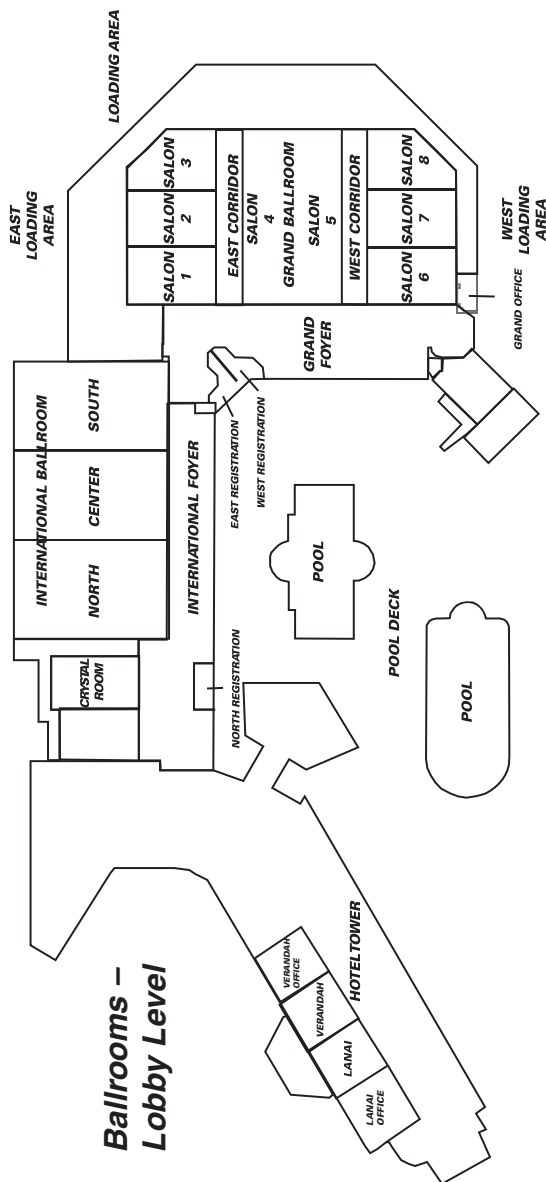 Ballrooms –
Lobby Level
LOADING AREA
EAST
LOADING
AREA
WEST
LOADING
AREA
SALON
3
SALON
2
SALON
1
EAST CORRIDOR
SALON
4
GRAND BALLROOM
SALON
5
WEST CORRIDOR
SALON
8
SALON
7
SALON
6
GRAND OFFICE
GRAND
FOYER
EAST REGISTRATION
WEST REGISTRATION
INTERNATIONAL BALLROOM
SOUTH
CENTER
NORTH
INTERNATIONAL FOYER
CRYSTAL
ROOM
NORTH REGISTRATION
POOL
POOL DECK
POOL
HOTEL TOWER
VERANDAH
OFFICE
VERANDAH
LANAI
LANAI
OFFICE